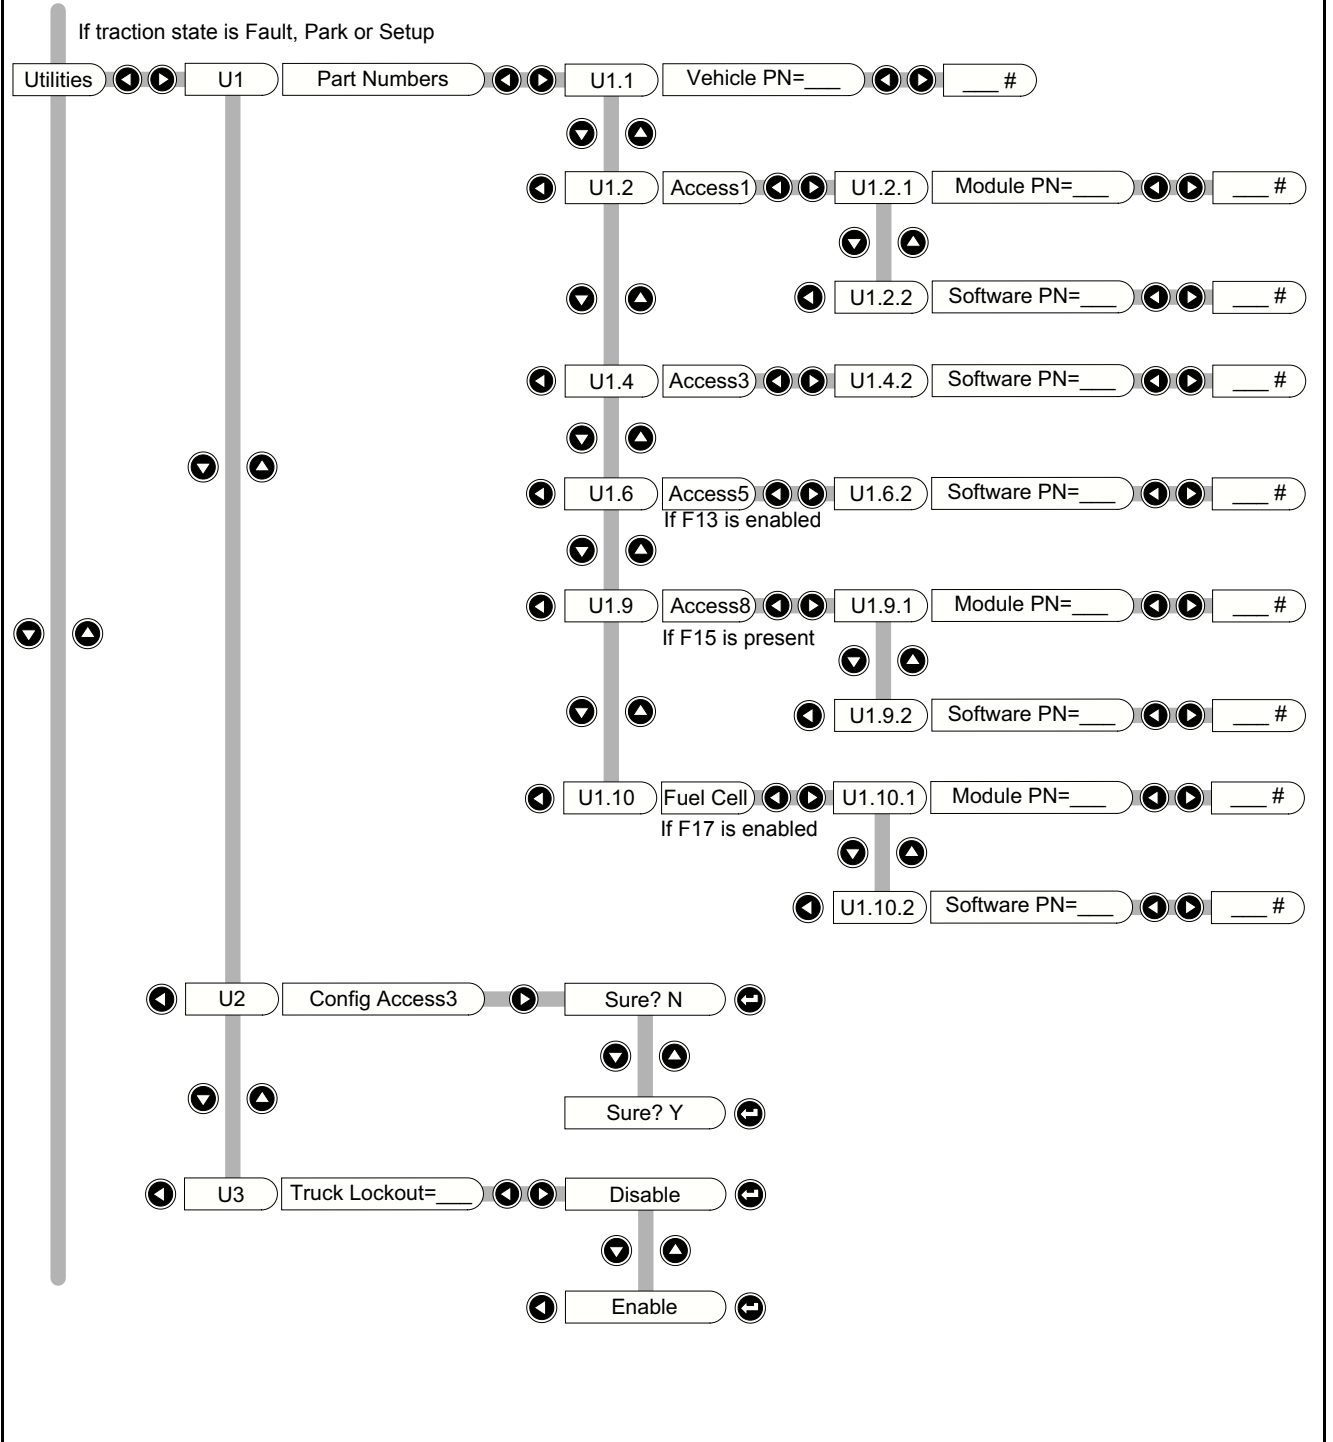 If traction state is Fault, Park or Setup
Utilities U1 Part Numbers U1.1 Vehicle PN=___ ___ #
U1.2 Access1 U1.2.1 Module PN=___ ___ #
U1.2.2 Software PN=___ ___ #
U1.4 Access3 U1.4.2 Software PN=___ ___ #
U1.6 Access5 U1.6.2 Software PN=___ ___ #
If F13 is enabled
U1.9 Access8 U1.9.1 Module PN=___ ___ #
If F15 is present
U1.9.2 Software PN=___ ___ #
U1.10 Fuel Cell U1.10.1 Module PN=___ ___ #
If F17 is enabled
U1.10.2 Software PN=___ ___ #
U2 Config Access3 Sure? N
Sure? Y
U3 Truck Lockout=___ Disable
Enable